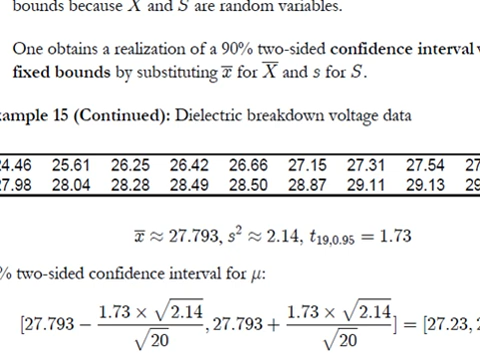 bounds because X and S are random variables.
One obtains a realization of a 90% two-sided confidence interval
fixed bounds by substituting x̅ for X̅ and s for S.
Example 15 (Continued): Dielectric breakdown voltage data
24.46 25.61 26.25 26.42 26.66 27.15 27.31 27.54 27
27.98 28.04 28.28 28.49 28.50 28.87 29.11 29.13 29
x̅ ≈ 27.793, s² ≈ 2.14, t₁₉,₀.₉₅ = 1.73
% two-sided confidence interval for μ:
[27.793 − 1.73 × √2.14 / √20, 27.793 + 1.73 × √2.14 / √20] = [27.23,